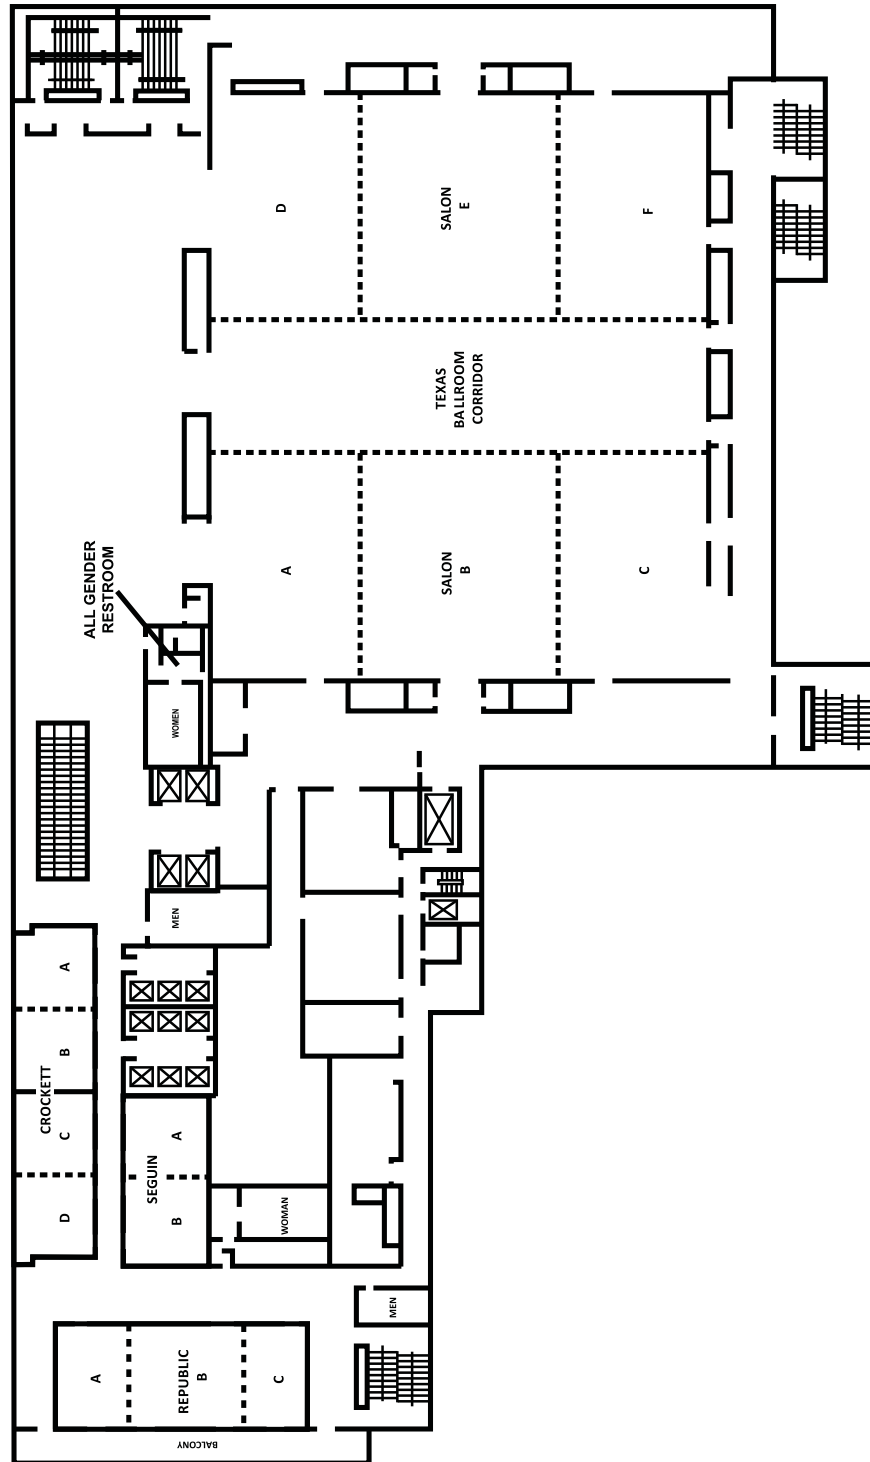 D
SALON
E
F
TEXAS
BALLROOM
CORRIDOR
A
SALON
B
C
ALL GENDER
RESTROOM
WOMEN
MEN
CROCKETT
A
B
C
D
SEGUIN
A
B
WOMAN
MEN
REPUBLIC
A
B
C
BALCONY